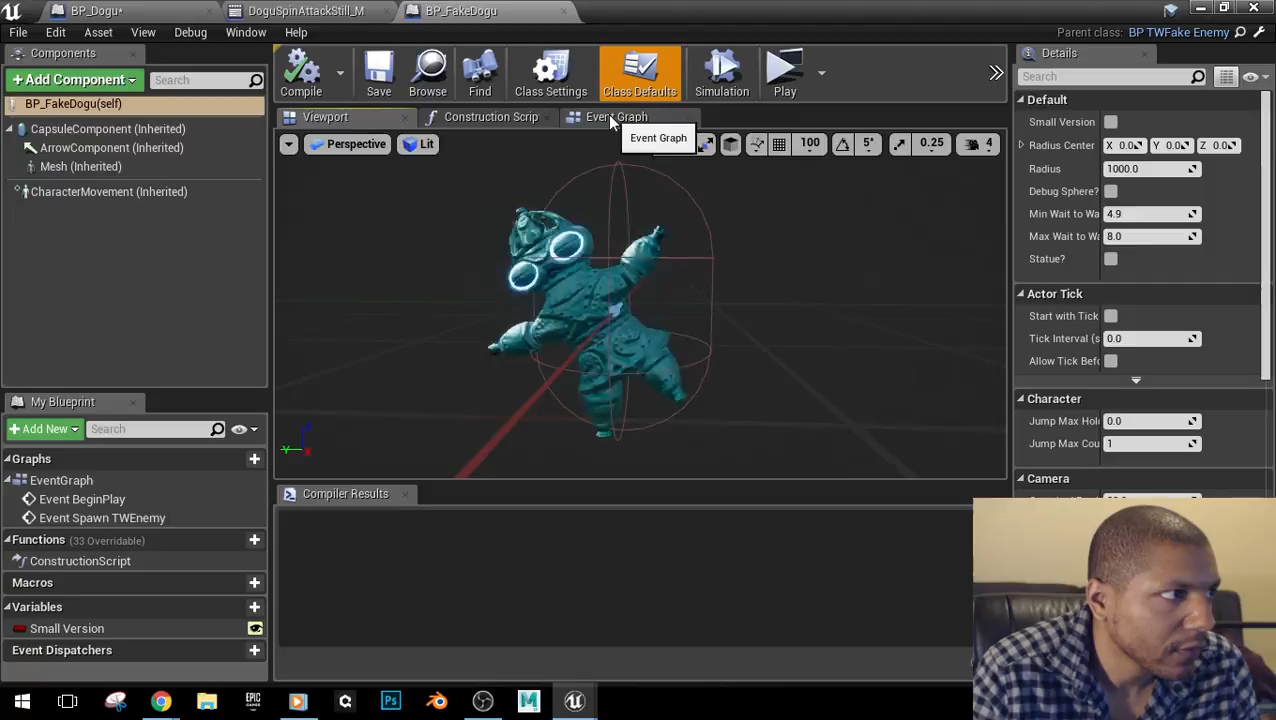 BP_Dogu*
DoguSpinAttackStill_M
BP_FakeDogu
File Edit Asset View Debug Window Help
Parent class: BP TWFake Enemy
Components
+Add Component
Search
BP_FakeDogu(self)
CapsuleComponent (Inherited)
ArrowComponent (Inherited)
Mesh (Inherited)
CharacterMovement (Inherited)
Compile
Save
Browse
Find
Class Settings
Class Defaults
Simulation
Play
Viewport
Construction Scrip
Event Graph
Event Graph
Perspective
Lit
100
5°
0.25
4
My Blueprint
+Add New
Search
Graphs
EventGraph
Event BeginPlay
Event Spawn TWEnemy
Functions (33 Overridable)
ConstructionScript
Macros
Variables
Small Version
Event Dispatchers
Compiler Results
Details
Search
Default
Small Version
Radius Center X 0.0 Y 0.0 Z 0.0
Radius 1000.0
Debug Sphere?
Min Wait to Wa 4.9
Max Wait to Wa 8.0
Statue?
Actor Tick
Start with Tick
Tick Interval (s 0.0
Allow Tick Befo
Character
Jump Max Hol 0.0
Jump Max Cou 1
Camera